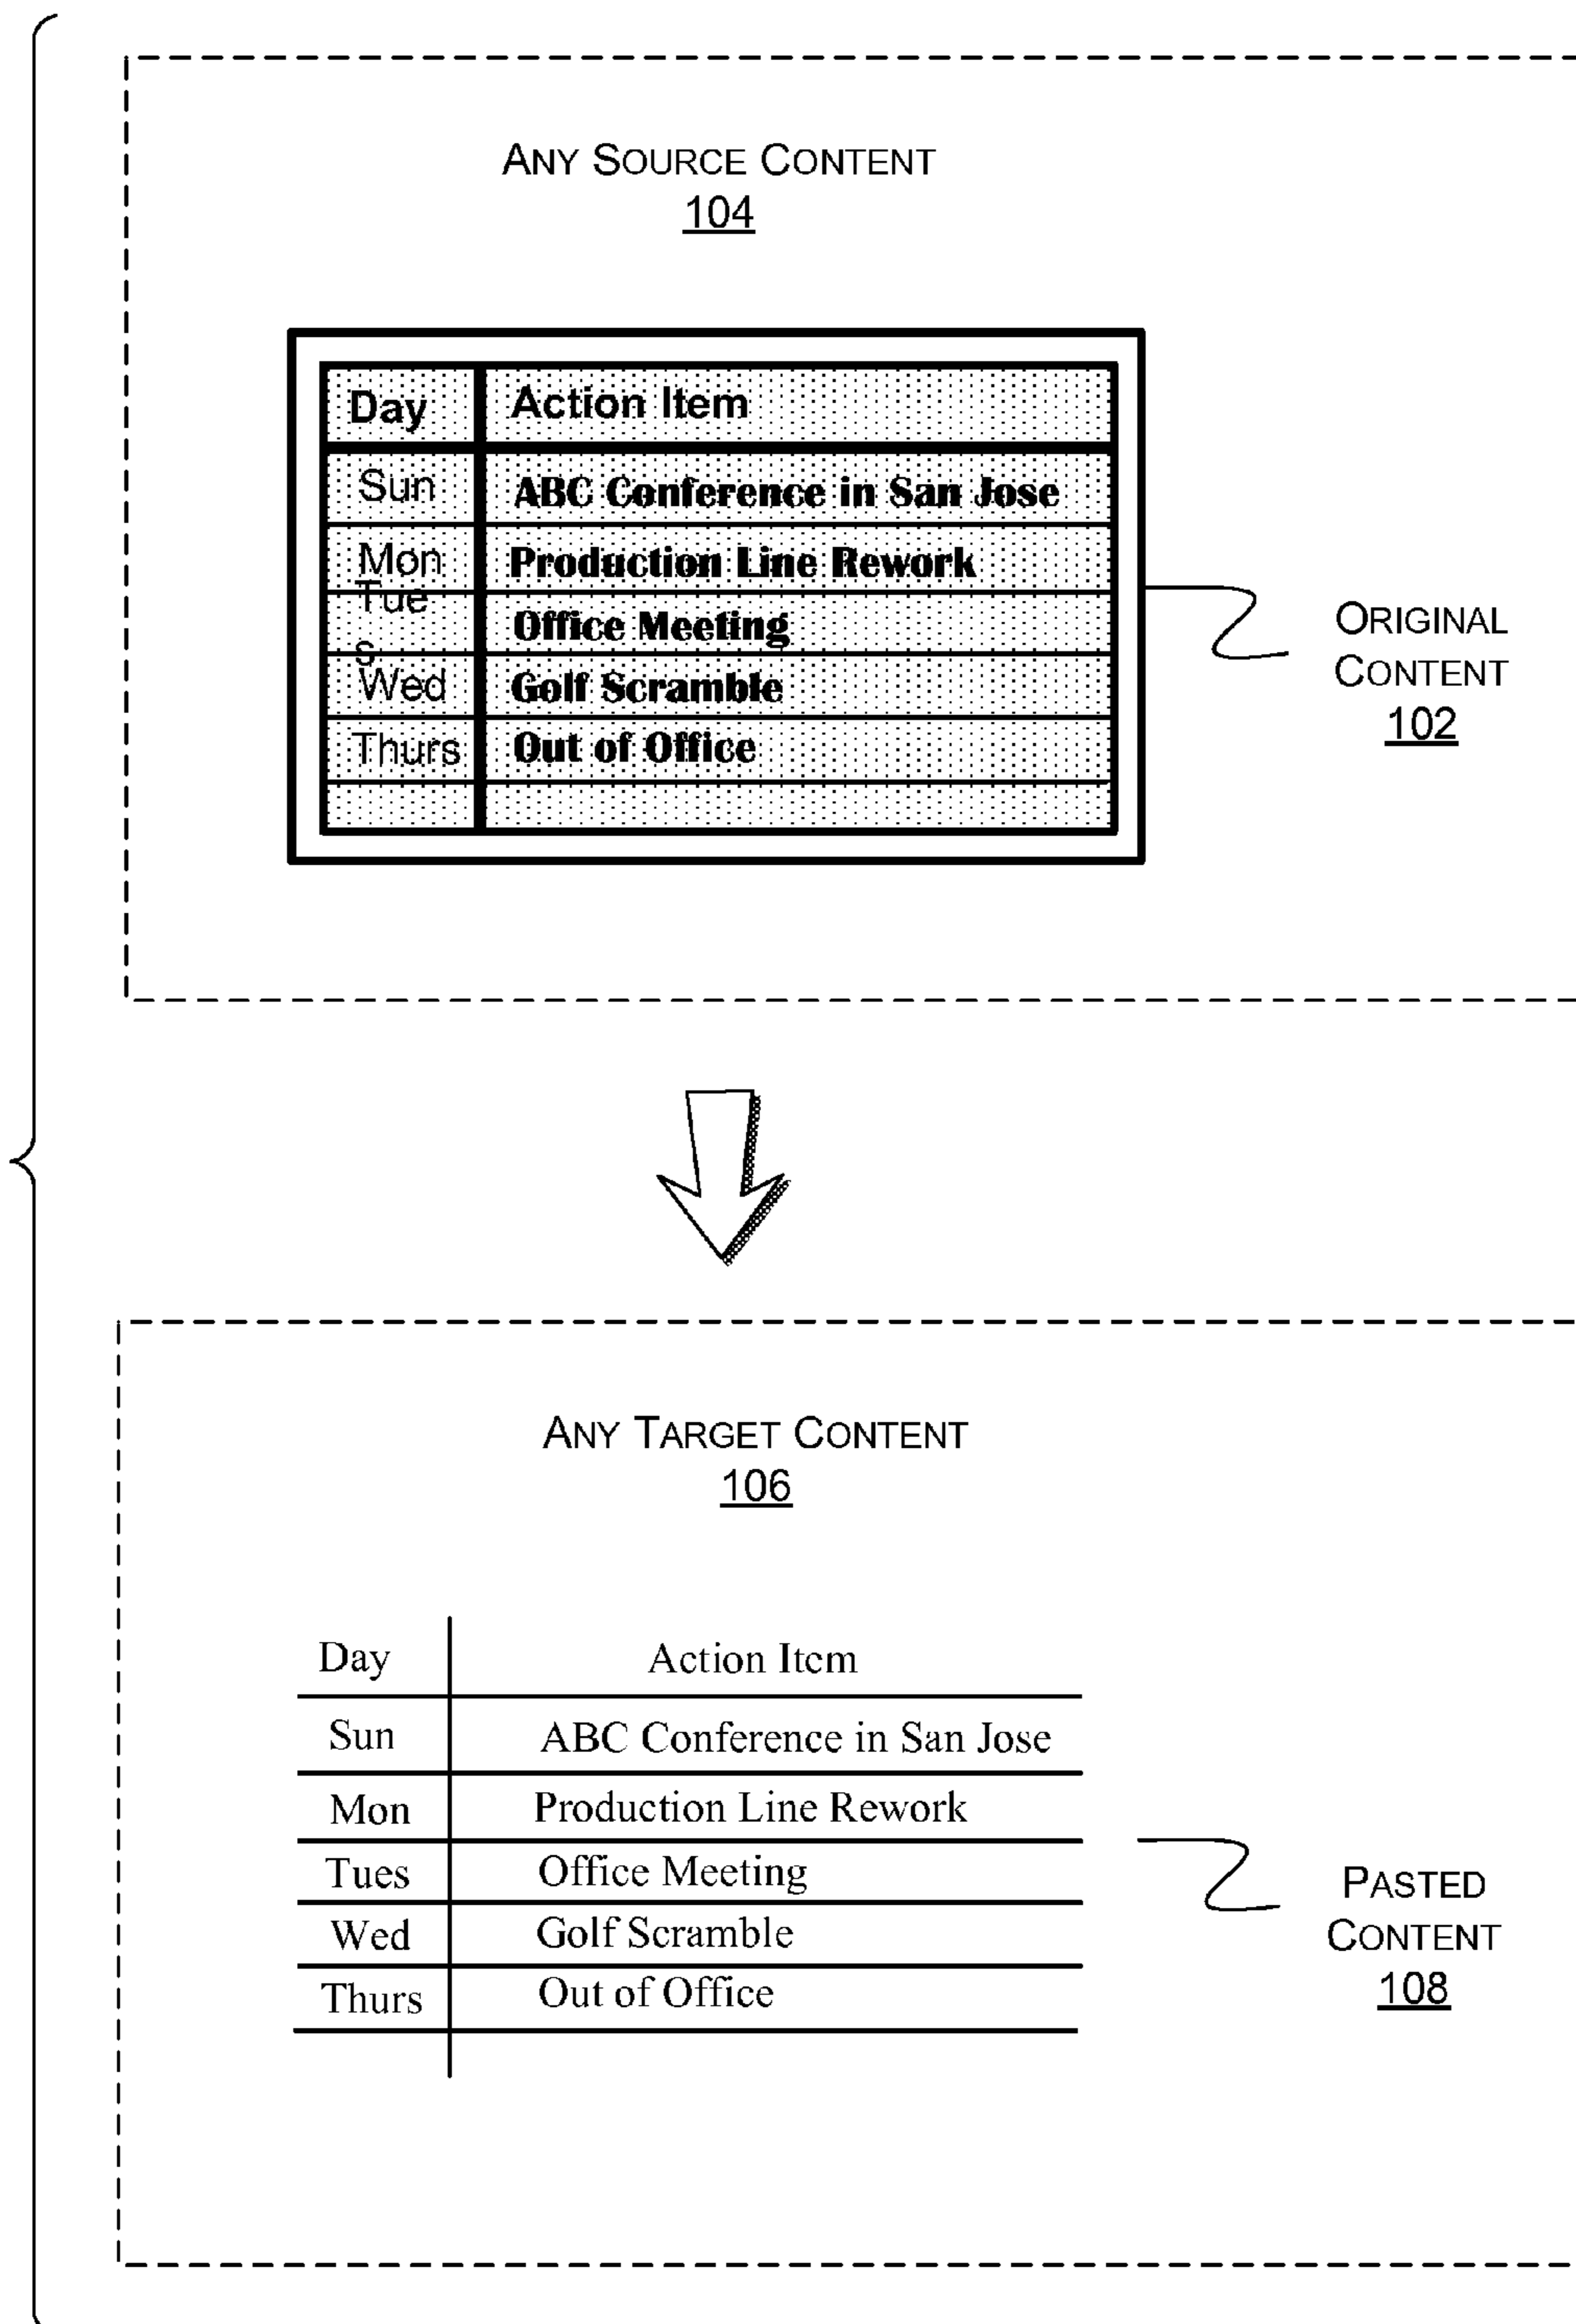 ANY SOURCE CONTENT
104
Day Action Item
Sun ABC Conference in San Jose
Mon Production Line Rework
Tue
s Office Meeting
Wed Golf Scramble
Thurs Out of Office
ORIGINAL
CONTENT
102
ANY TARGET CONTENT
106
Day Action Item
Sun ABC Conference in San Jose
Mon Production Line Rework
Tues Office Meeting
Wed Golf Scramble
Thurs Out of Office
PASTED
CONTENT
108